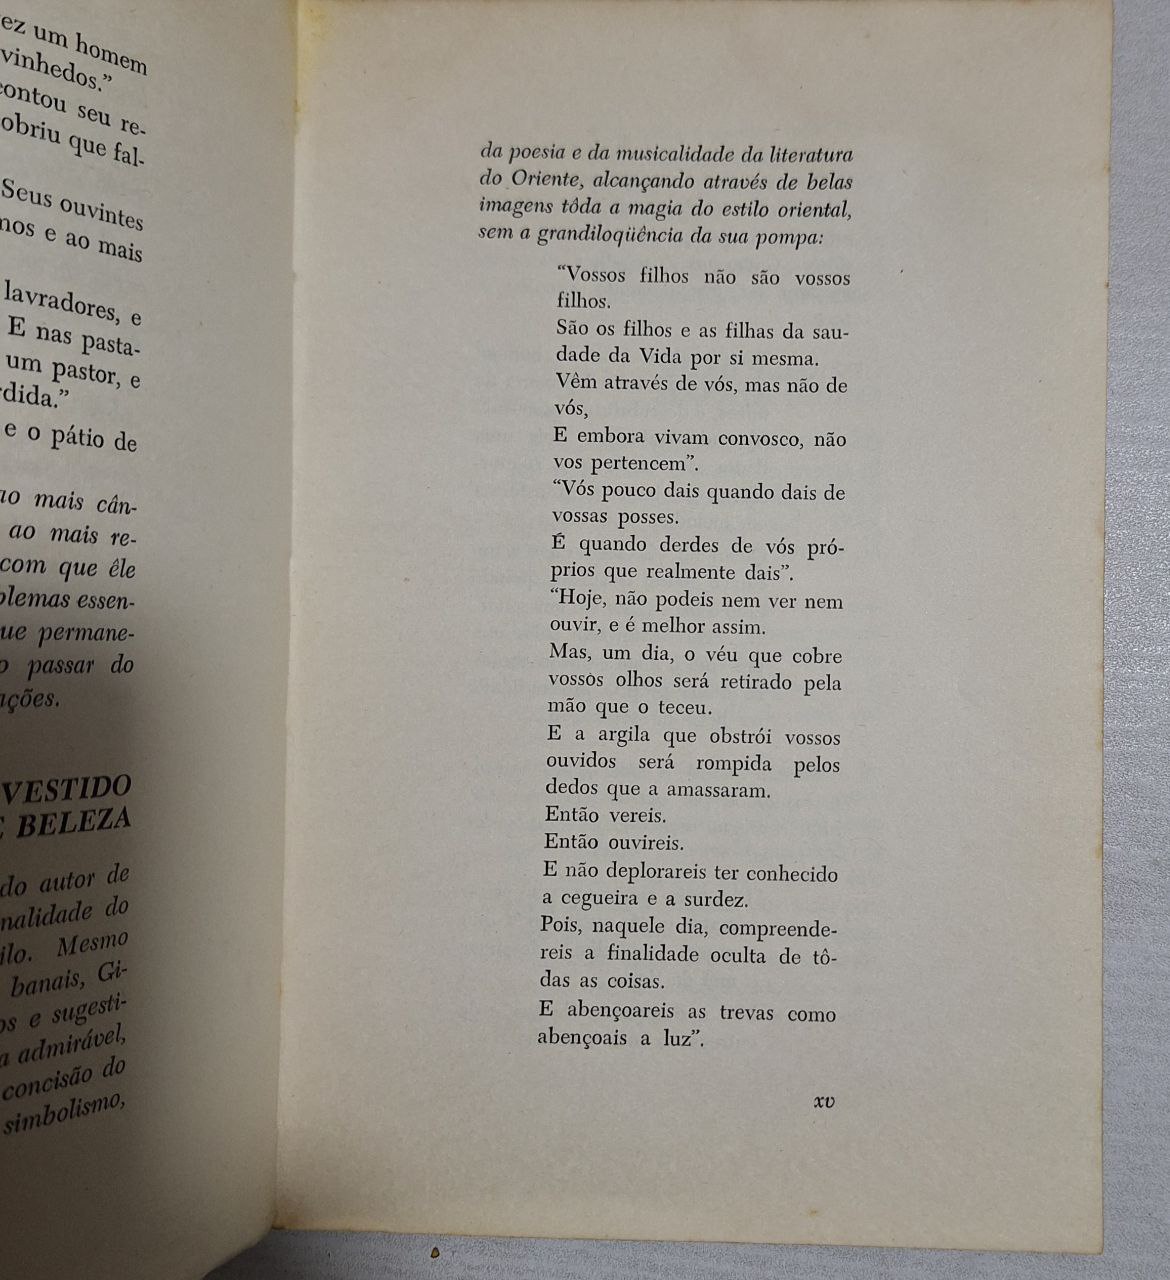 um homem
vinhedos.”
contou seu re-
obriu que fal-
Seus ouvintes
e ao mais
lavradores, e
E nas pasta-
um pastor, e
e o pátio de
mais cân-
ao mais re-
com que êle
essen-
permane-
passar do
VESTIDO
BELEZA
do autor de
do
Mesmo
banais, Gi-
e sugesti-
admirável,
concisão do
simbolismo,
da poesia e da musicalidade da literatura
do Oriente, alcançando através de belas
imagens tôda a magia do estilo oriental,
sem a grandiloqüência da sua pompa:
“Vossos filhos não são vossos
filhos.
São os filhos e as filhas da sau-
dade da Vida por si mesma.
Vêm através de vós, mas não de
vós,
E embora vivam convosco, não
vos pertencem”.
“Vós pouco dais quando dais de
vossas posses.
É quando derdes de vós pró-
prios que realmente dais”.
“Hoje, não podeis nem ver nem
ouvir, e é melhor assim.
Mas, um dia, o véu que cobre
vossos olhos será retirado pela
mão que o teceu.
E a argila que obstrói vossos
ouvidos será rompida pelos
dedos que a amassaram.
Então vereis.
Então ouvireis.
E não deplorareis ter conhecido
a cegueira e a surdez.
Pois, naquele dia, compreende-
reis a finalidade oculta de tô-
das as coisas.
E abençoareis as trevas como
abençoais a luz”.
xv